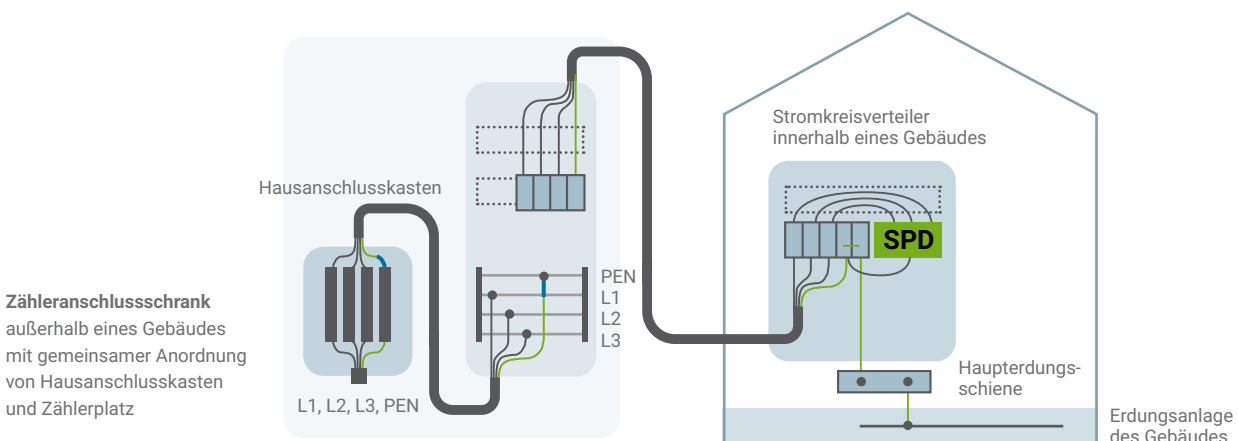 Stromkreisverteiler
innerhalb eines Gebäudes
Hausanschlusskasten
SPD
PEN
L1
L2
L3
Zähleranschlussschrank
außerhalb eines Gebäudes
mit gemeinsamer Anordnung
von Hausanschlusskasten
und Zählerplatz
L1, L2, L3, PEN
Haupterdungs-
schiene
Erdungsanlage
des Gebäudes